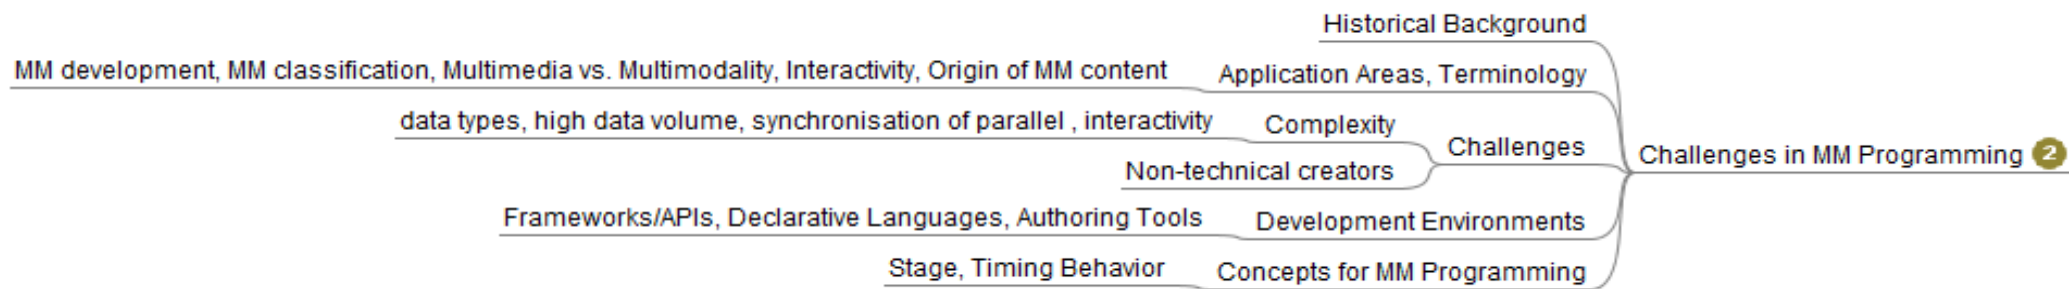 Historical Background
MM development, MM classification, Multimedia vs. Multimodality, Interactivity, Origin of MM content
Application Areas, Terminology
data types, high data volume, synchronisation of parallel , interactivity
Complexity
Challenges
Non-technical creators
Challenges in MM Programming 2
Frameworks/APIs, Declarative Languages, Authoring Tools
Development Environments
Stage, Timing Behavior
Concepts for MM Programming